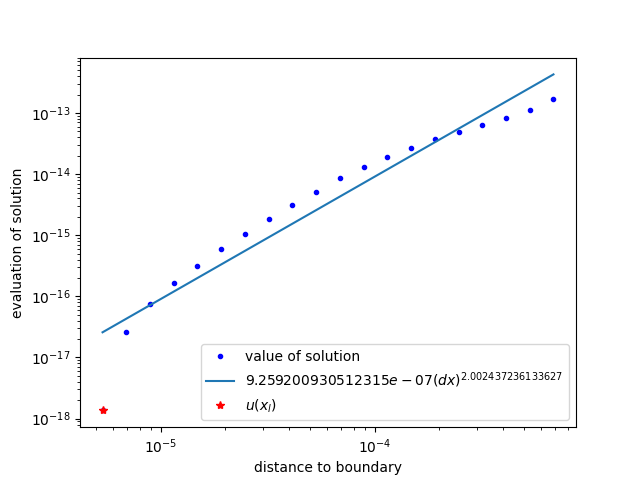 10⁻¹³
10⁻¹⁴
10⁻¹⁵
10⁻¹⁶
10⁻¹⁷
10⁻¹⁸
evaluation of solution
value of solution
9.259200930512315e − 07(dx)^2.002437236133627
u(x_l)
10⁻⁵
10⁻⁴
distance to boundary